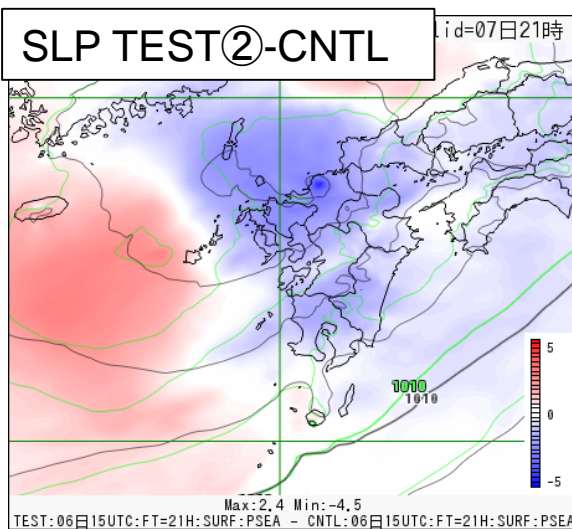 SLP TEST②-CNTL
lid=07日21時
1010
1010
5
0
-5
Max:2.4 Min:-4.5
TEST:06日15UTC:FT=21H:SURF:PSEA - CNTL:06日15UTC:FT=21H:SURF:PSEA